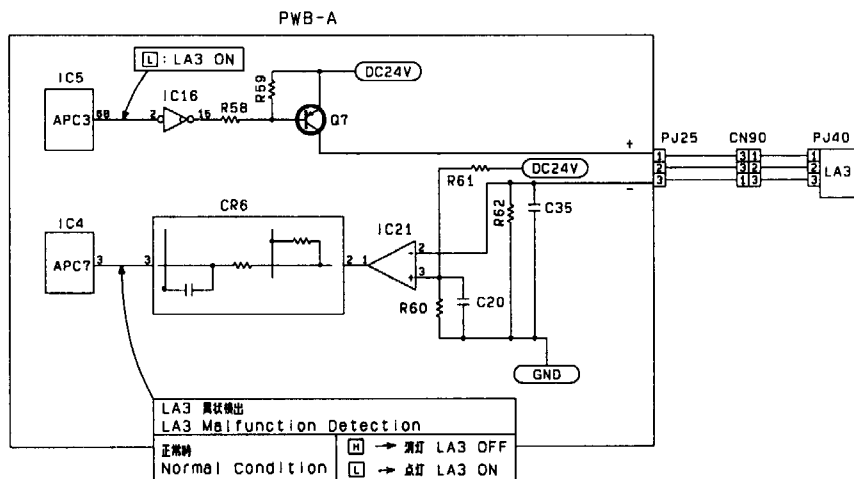 PWB-A
L : LA3 ON
DC24V
IC5
APC3
68
2
IC16
15
R58
R59
Q7
+
PJ25
CN90
PJ40
1
3
1
1
2
2
2
2
3
1
3
3
LA3
DC24V
R61
-
IC4
APC7
3
CR6
3
2
1
IC21
2
-
3
+
R62
C35
R60
C20
GND
LA3 異状検出
LA3 Malfunction Detection
正常時
Normal Condition
H → 消灯 LA3 OFF
L → 点灯 LA3 ON